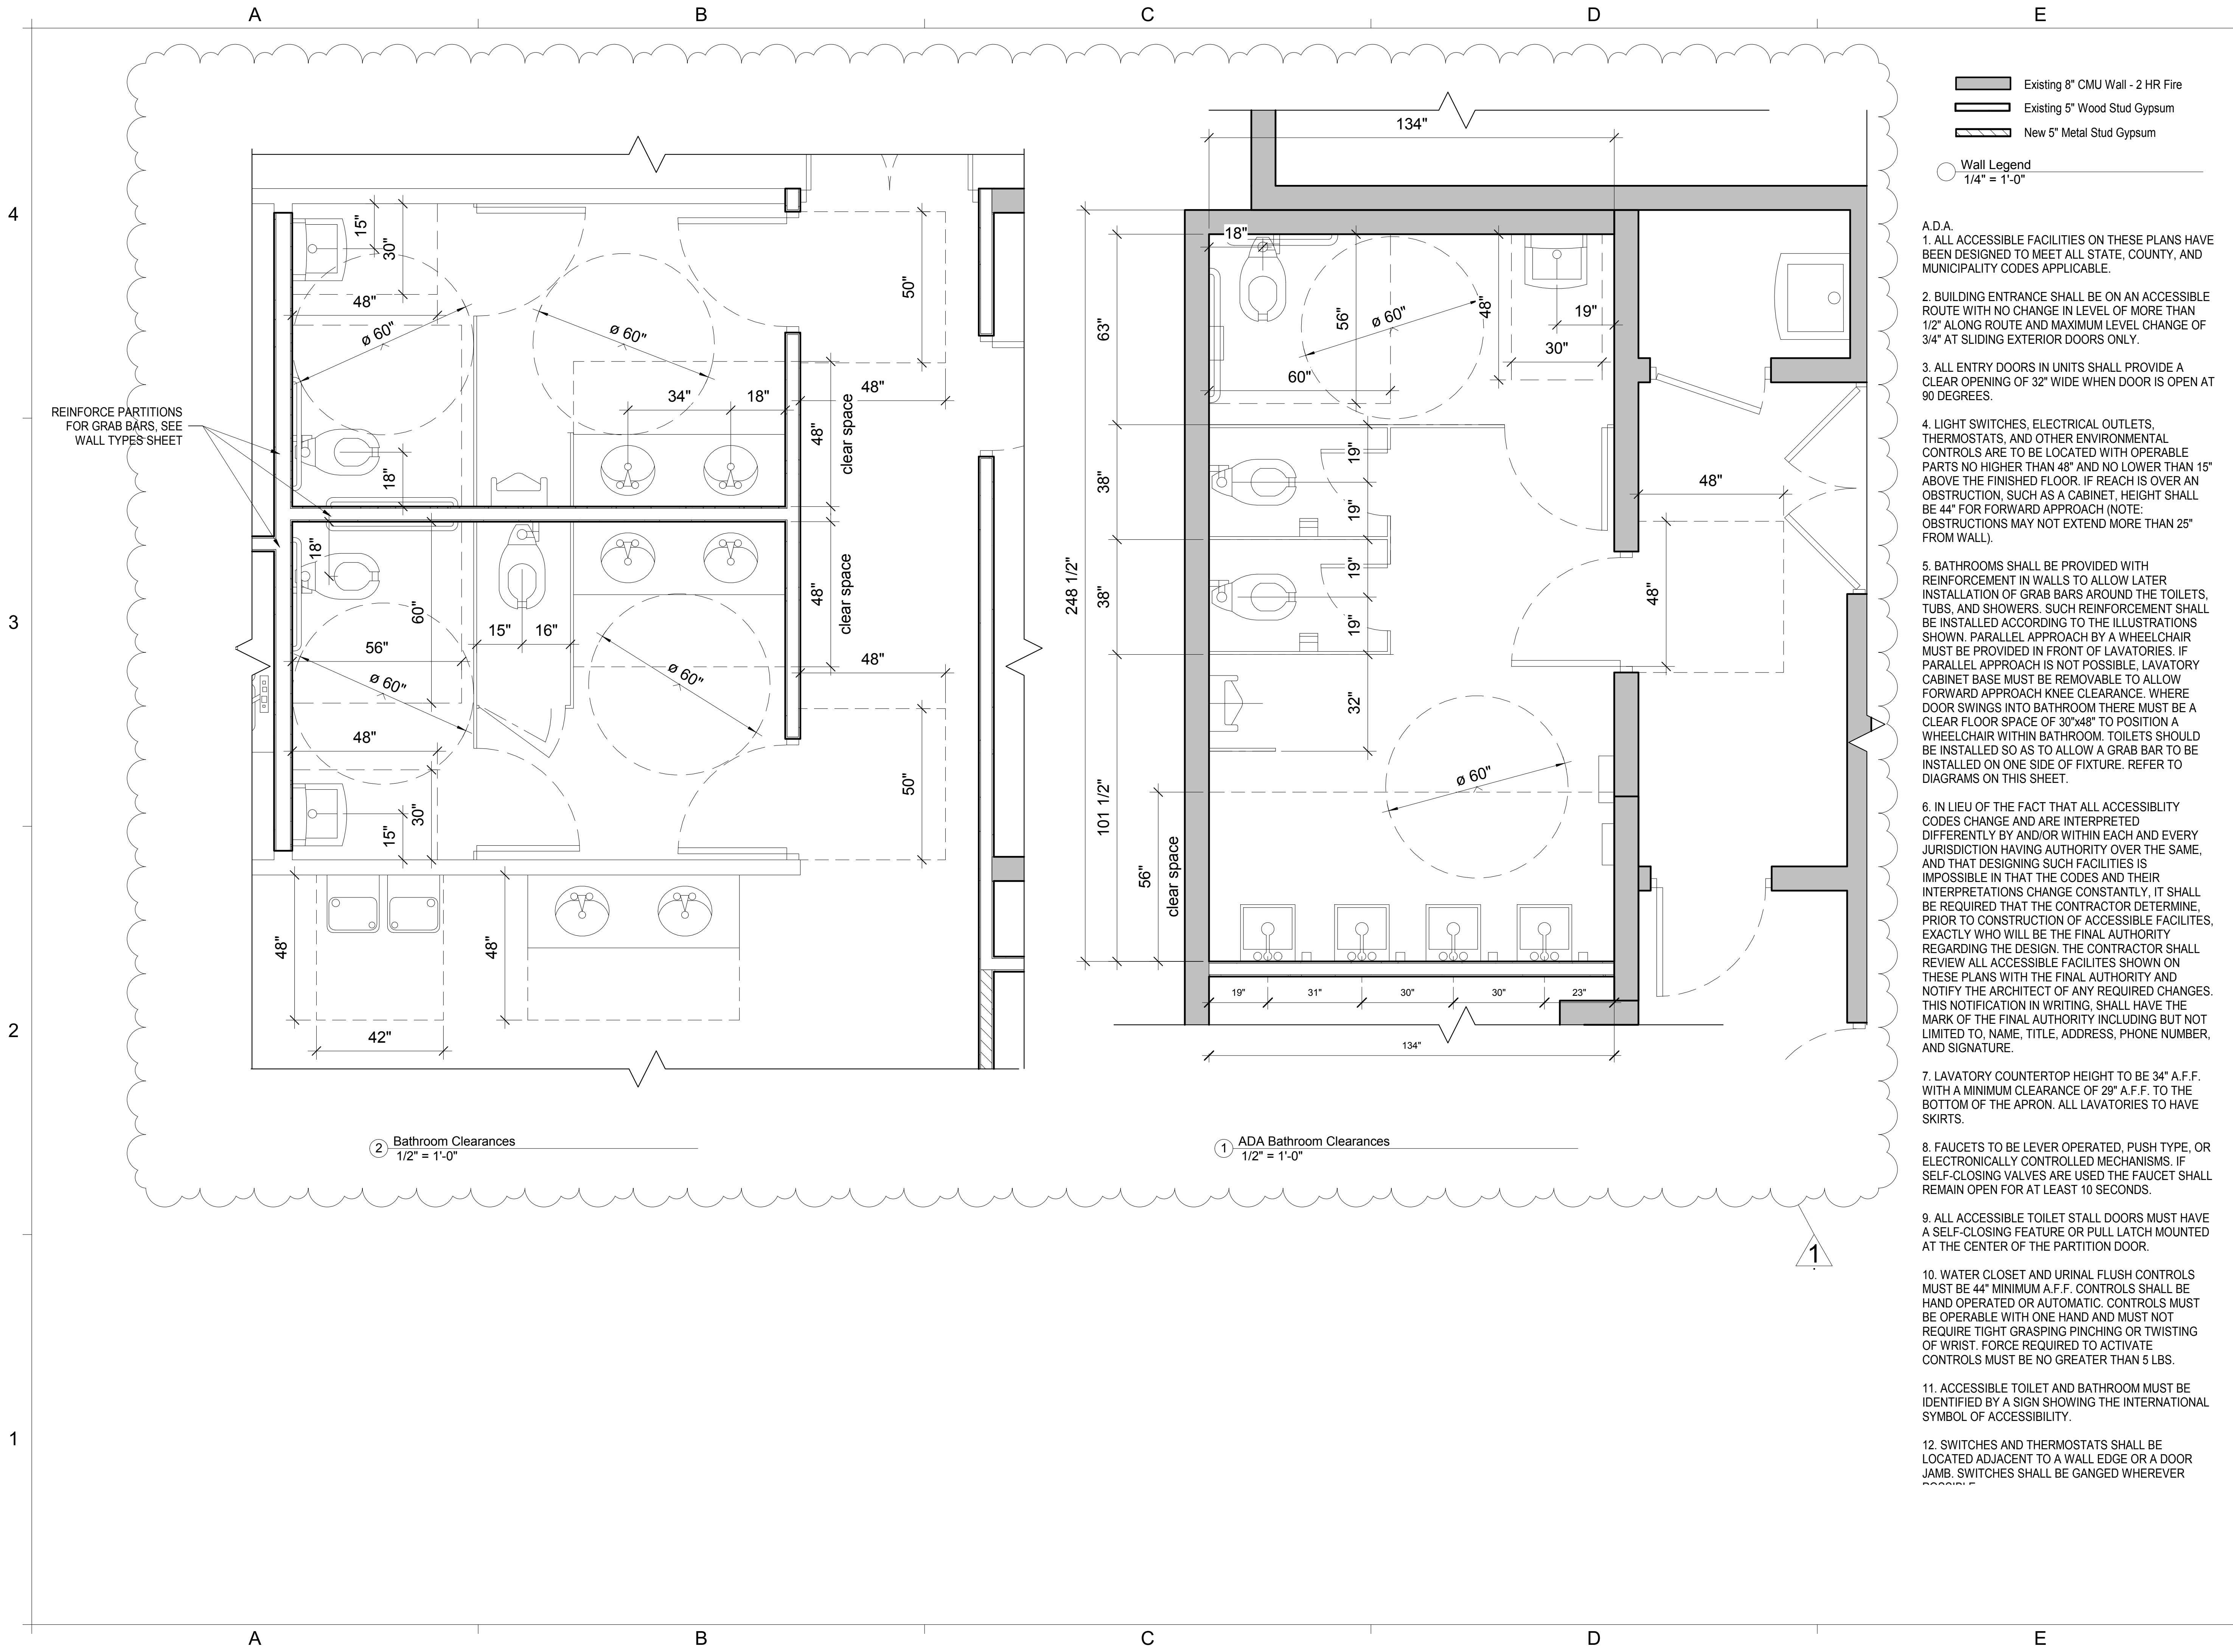 A
B
C
D
E
4
3
2
1
Existing 8" CMU Wall - 2 HR Fire
Existing 5" Wood Stud Gypsum
New 5" Metal Stud Gypsum
Wall Legend
1/4" = 1'-0"
A.D.A.
1. ALL ACCESSIBLE FACILITIES ON THESE PLANS HAVE
BEEN DESIGNED TO MEET ALL STATE, COUNTY, AND
MUNICIPALITY CODES APPLICABLE.
2. BUILDING ENTRANCE SHALL BE ON AN ACCESSIBLE
ROUTE WITH NO CHANGE IN LEVEL OF MORE THAN
1/2" ALONG ROUTE AND MAXIMUM LEVEL CHANGE OF
3/4" AT SLIDING EXTERIOR DOORS ONLY.
3. ALL ENTRY DOORS IN UNITS SHALL PROVIDE A
CLEAR OPENING OF 32" WIDE WHEN DOOR IS OPEN AT
90 DEGREES.
4. LIGHT SWITCHES, ELECTRICAL OUTLETS,
THERMOSTATS, AND OTHER ENVIRONMENTAL
CONTROLS ARE TO BE LOCATED WITH OPERABLE
PARTS NO HIGHER THAN 48" AND NO LOWER THAN 15"
ABOVE THE FINISHED FLOOR. IF REACH IS OVER AN
OBSTRUCTION, SUCH AS A CABINET, HEIGHT SHALL
BE 44" FOR FORWARD APPROACH (NOTE:
OBSTRUCTIONS MAY NOT EXTEND MORE THAN 25"
FROM WALL).
5. BATHROOMS SHALL BE PROVIDED WITH
REINFORCEMENT IN WALLS TO ALLOW LATER
INSTALLATION OF GRAB BARS AROUND THE TOILETS,
TUBS, AND SHOWERS. SUCH REINFORCEMENT SHALL
BE INSTALLED ACCORDING TO THE ILLUSTRATIONS
SHOWN. PARALLEL APPROACH BY A WHEELCHAIR
MUST BE PROVIDED IN FRONT OF LAVATORIES. IF
PARALLEL APPROACH IS NOT POSSIBLE, LAVATORY
CABINET BASE MUST BE REMOVABLE TO ALLOW
FORWARD APPROACH KNEE CLEARANCE. WHERE
DOOR SWINGS INTO BATHROOM THERE MUST BE A
CLEAR FLOOR SPACE OF 30"x48" TO POSITION A
WHEELCHAIR WITHIN BATHROOM. TOILETS SHOULD
BE INSTALLED SO AS TO ALLOW A GRAB BAR TO BE
INSTALLED ON ONE SIDE OF FIXTURE. REFER TO
DIAGRAMS ON THIS SHEET.
6. IN LIEU OF THE FACT THAT ALL ACCESSIBLITY
CODES CHANGE AND ARE INTERPRETED
DIFFERENTLY BY AND/OR WITHIN EACH AND EVERY
JURISDICTION HAVING AUTHORITY OVER THE SAME,
AND THAT DESIGNING SUCH FACILITIES IS
IMPOSSIBLE IN THAT THE CODES AND THEIR
INTERPRETATIONS CHANGE CONSTANTLY, IT SHALL
BE REQUIRED THAT THE CONTRACTOR DETERMINE,
PRIOR TO CONSTRUCTION OF ACCESSIBLE FACILITES,
EXACTLY WHO WILL BE THE FINAL AUTHORITY
REGARDING THE DESIGN. THE CONTRACTOR SHALL
REVIEW ALL ACCESSIBLE FACILITES SHOWN ON
THESE PLANS WITH THE FINAL AUTHORITY AND
NOTIFY THE ARCHITECT OF ANY REQUIRED CHANGES.
THIS NOTIFICATION IN WRITING, SHALL HAVE THE
MARK OF THE FINAL AUTHORITY INCLUDING BUT NOT
LIMITED TO, NAME, TITLE, ADDRESS, PHONE NUMBER,
AND SIGNATURE.
7. LAVATORY COUNTERTOP HEIGHT TO BE 34" A.F.F.
WITH A MINIMUM CLEARANCE OF 29" A.F.F. TO THE
BOTTOM OF THE APRON. ALL LAVATORIES TO HAVE
SKIRTS.
8. FAUCETS TO BE LEVER OPERATED, PUSH TYPE, OR
ELECTRONICALLY CONTROLLED MECHANISMS. IF
SELF-CLOSING VALVES ARE USED THE FAUCET SHALL
REMAIN OPEN FOR AT LEAST 10 SECONDS.
9. ALL ACCESSIBLE TOILET STALL DOORS MUST HAVE
A SELF-CLOSING FEATURE OR PULL LATCH MOUNTED
AT THE CENTER OF THE PARTITION DOOR.
10. WATER CLOSET AND URINAL FLUSH CONTROLS
MUST BE 44" MINIMUM A.F.F. CONTROLS SHALL BE
HAND OPERATED OR AUTOMATIC. CONTROLS MUST
BE OPERABLE WITH ONE HAND AND MUST NOT
REQUIRE TIGHT GRASPING PINCHING OR TWISTING
OF WRIST. FORCE REQUIRED TO ACTIVATE
CONTROLS MUST BE NO GREATER THAN 5 LBS.
11. ACCESSIBLE TOILET AND BATHROOM MUST BE
IDENTIFIED BY A SIGN SHOWING THE INTERNATIONAL
SYMBOL OF ACCESSIBILITY.
12. SWITCHES AND THERMOSTATS SHALL BE
LOCATED ADJACENT TO A WALL EDGE OR A DOOR
JAMB. SWITCHES SHALL BE GANGED WHEREVER
REINFORCE PARTITIONS
FOR GRAB BARS, SEE
WALL TYPES SHEET
15"
30"
48"
ø 60"
ø 60"
50"
34"
18"
48"
48"
clear space
18"
18"
60"
56"
15"
16"
48"
clear space
48"
ø 60"
ø 60"
48"
30"
15"
50"
48"
48"
42"
2
Bathroom Clearances
1/2" = 1'-0"
134"
18"
63"
56"
ø 60"
48"
19"
30"
60"
38"
19"
19"
48"
248 1/2"
38"
19"
19"
48"
32"
101 1/2"
ø 60"
56"
clear space
19"
31"
30"
30"
23"
134"
1
ADA Bathroom Clearances
1/2" = 1'-0"
1
A
B
C
D
E